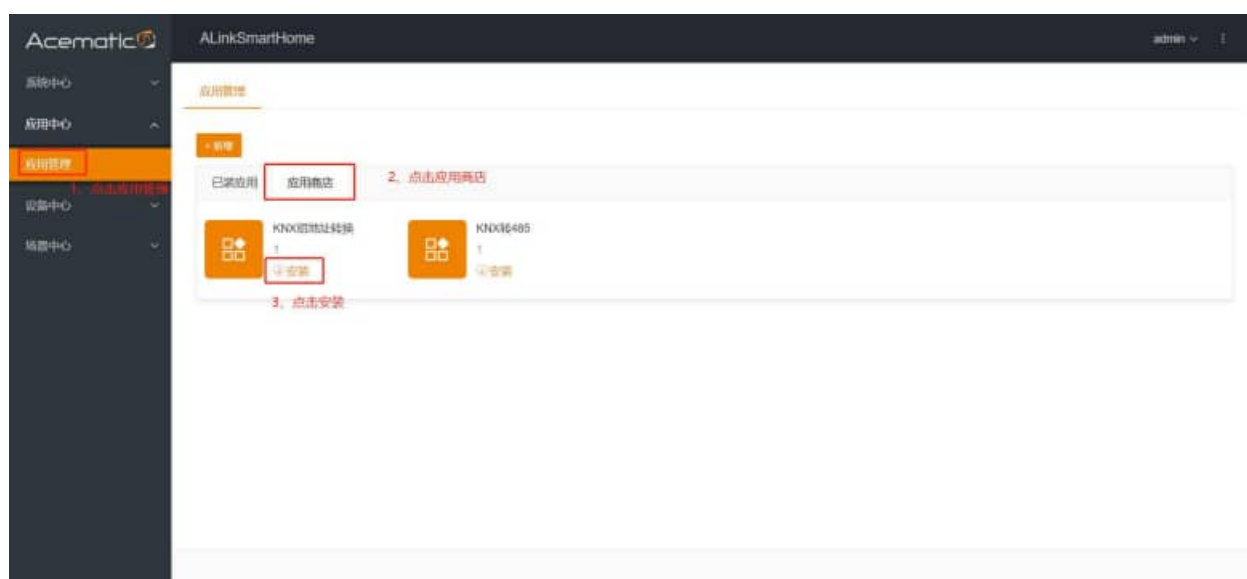 Acematic
ALinkSmartHome
admin
系统中心
应用管理
应用中心
+ 新增
应用管理
1、点击应用管理
已装应用
应用商店
2、点击应用商店
设备中心
KNX组地址转换
KNX转485
场景中心
1
1
安装
安装
3、点击安装